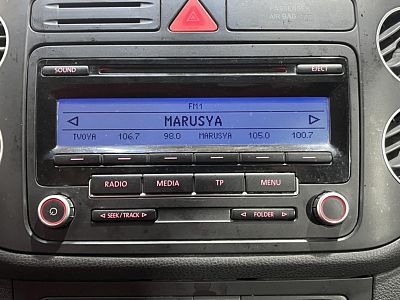 PASSENGER
AIR BAG
SOUND EJECT
FM1
MARUSYA
TVOYA 106.7 98.0 MARUSYA 105.0 100.7
RADIO MEDIA TP MENU
SEEK/TRACK FOLDER